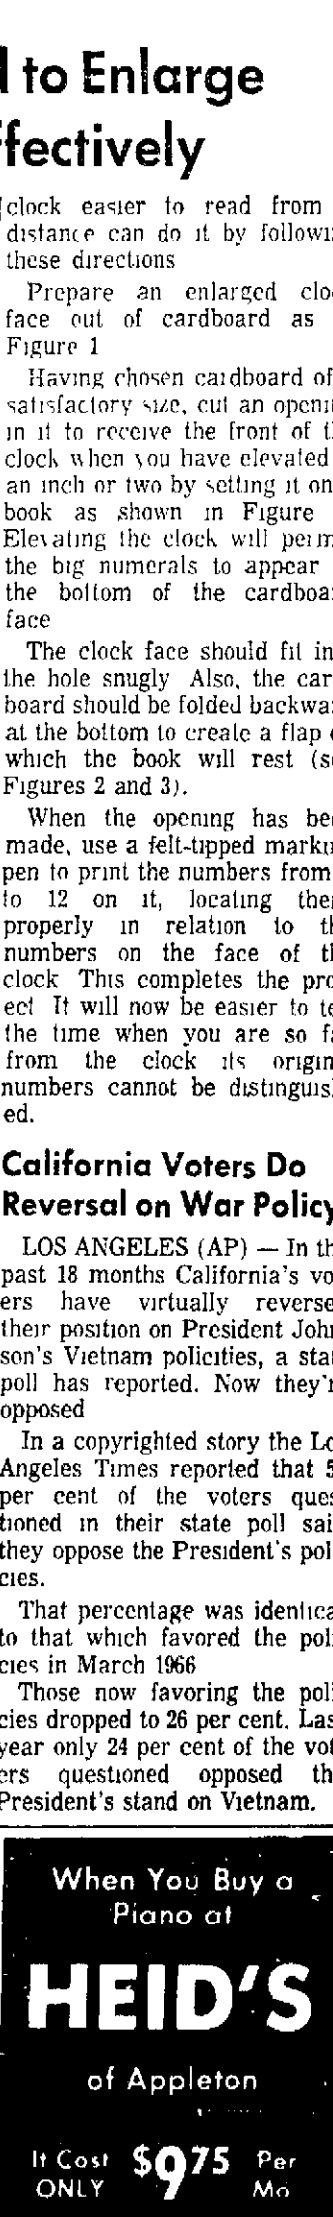 d to Enlarge
ffectively
clock easier to read from
distance can do it by followi
these directions
Prepare an enlarged clo
face out of cardboard as
Figure 1
Having chosen cardboard of
satisfactory size, cut an openin
in it to receive the front of t
clock when you have elevated
an inch or two by setting it on
book as shown in Figure
Elevating the clock will perm
the big numerals to appear
the bottom of the cardboa
face
The clock face should fit in
the hole snugly Also, the car
board should be folded backwa
at the bottom to create a flap
which the book will rest (s
Figures 2 and 3).
When the opening has be
made, use a felt-tipped marki
pen to print the numbers from
to 12 on it, locating the
properly in relation to th
numbers on the face of th
clock This completes the pro
ect It will now be easier to te
the time when you are so fa
from the clock its origin
numbers cannot be distinguis
ed.
California Voters Do
Reversal on War Policy
LOS ANGELES (AP) — In th
past 18 months California's vo
ers have virtually reverse
their position on President John
son's Vietnam policities, a sta
poll has reported. Now they'r
opposed
In a copyrighted story the Lo
Angeles Times reported that 5
per cent of the voters ques
tioned in their state poll sai
they oppose the President's pol
cies.
That percentage was identica
to that which favored the poli
cies in March 1966
Those now favoring the poli
cies dropped to 26 per cent. Las
year only 24 per cent of the vot
ers questioned opposed th
President's stand on Vietnam.
When You Buy a
Piano at
HEID'S
of Appleton
It Cost ONLY $9.75 Per Mo